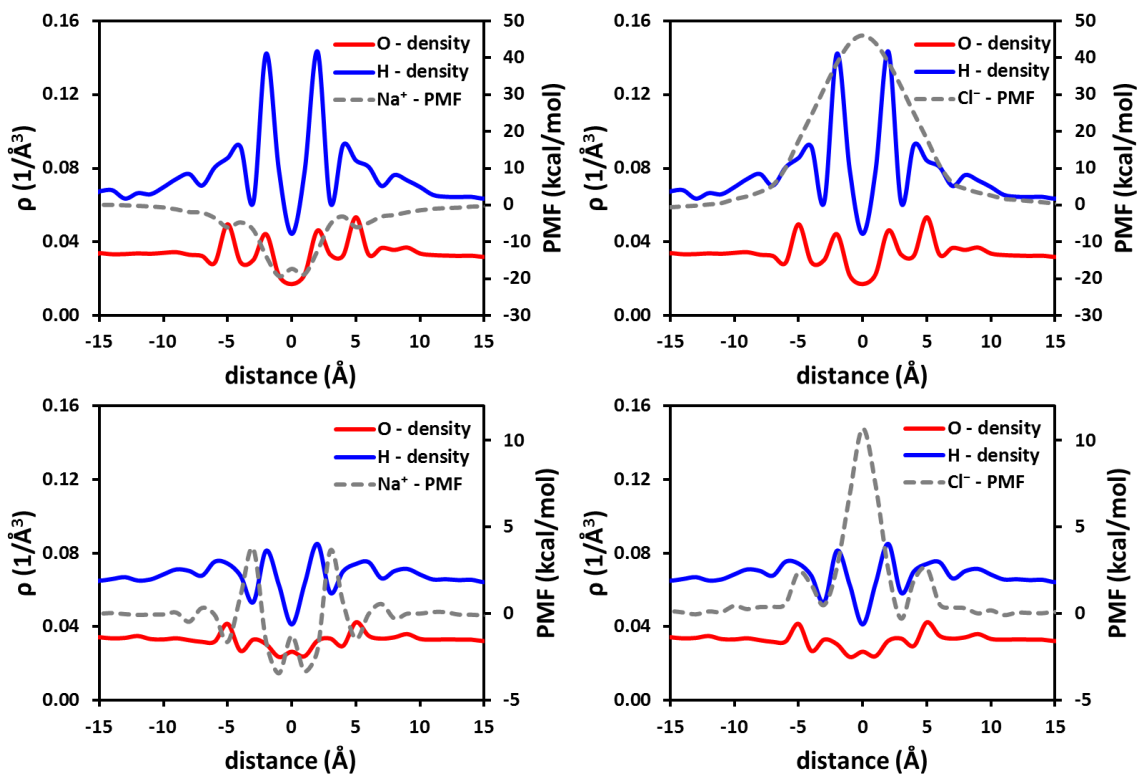 0.16 50 0.16 50
O - density 40 O - density 40
H - density H - density
0.12 30 0.12 30
Na⁺ - PMF Cl⁻ - PMF
20 20
ρ (1/Å³) 0.08 10 PMF (kcal/mol) ρ (1/Å³) 0.08 10 PMF (kcal/mol)
0 0
0.04 -10 0.04 -10
-20 -20
0.00 -30 0.00 -30
-15 -10 -5 0 5 10 15 -15 -10 -5 0 5 10 15
distance (Å) distance (Å)
0.16 0.16
O - density 10 O - density 10
H - density H - density
0.12 0.12
Na⁺ - PMF Cl⁻ - PMF
5 5
ρ (1/Å³) 0.08 PMF (kcal/mol) ρ (1/Å³) 0.08 PMF (kcal/mol)
0.04 0 0.04 0
0.00 -5 0.00 -5
-15 -10 -5 0 5 10 15 -15 -10 -5 0 5 10 15
distance (Å) distance (Å)